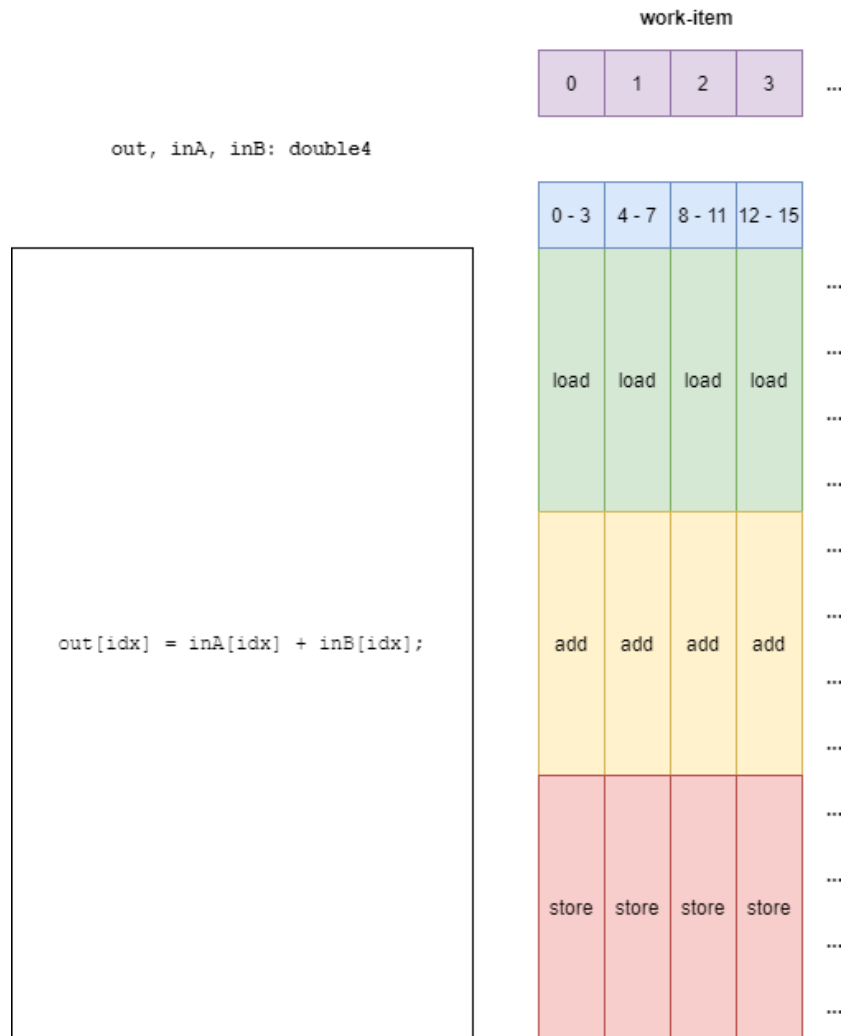 work-item
0 1 2 3 ...
out, inA, inB: double4
0 - 3 4 - 7 8 - 11 12 - 15
...
...
load load load load
...
...
...
...
out[idx] = inA[idx] + inB[idx]; add add add add
...
...
...
...
store store store store
...
...